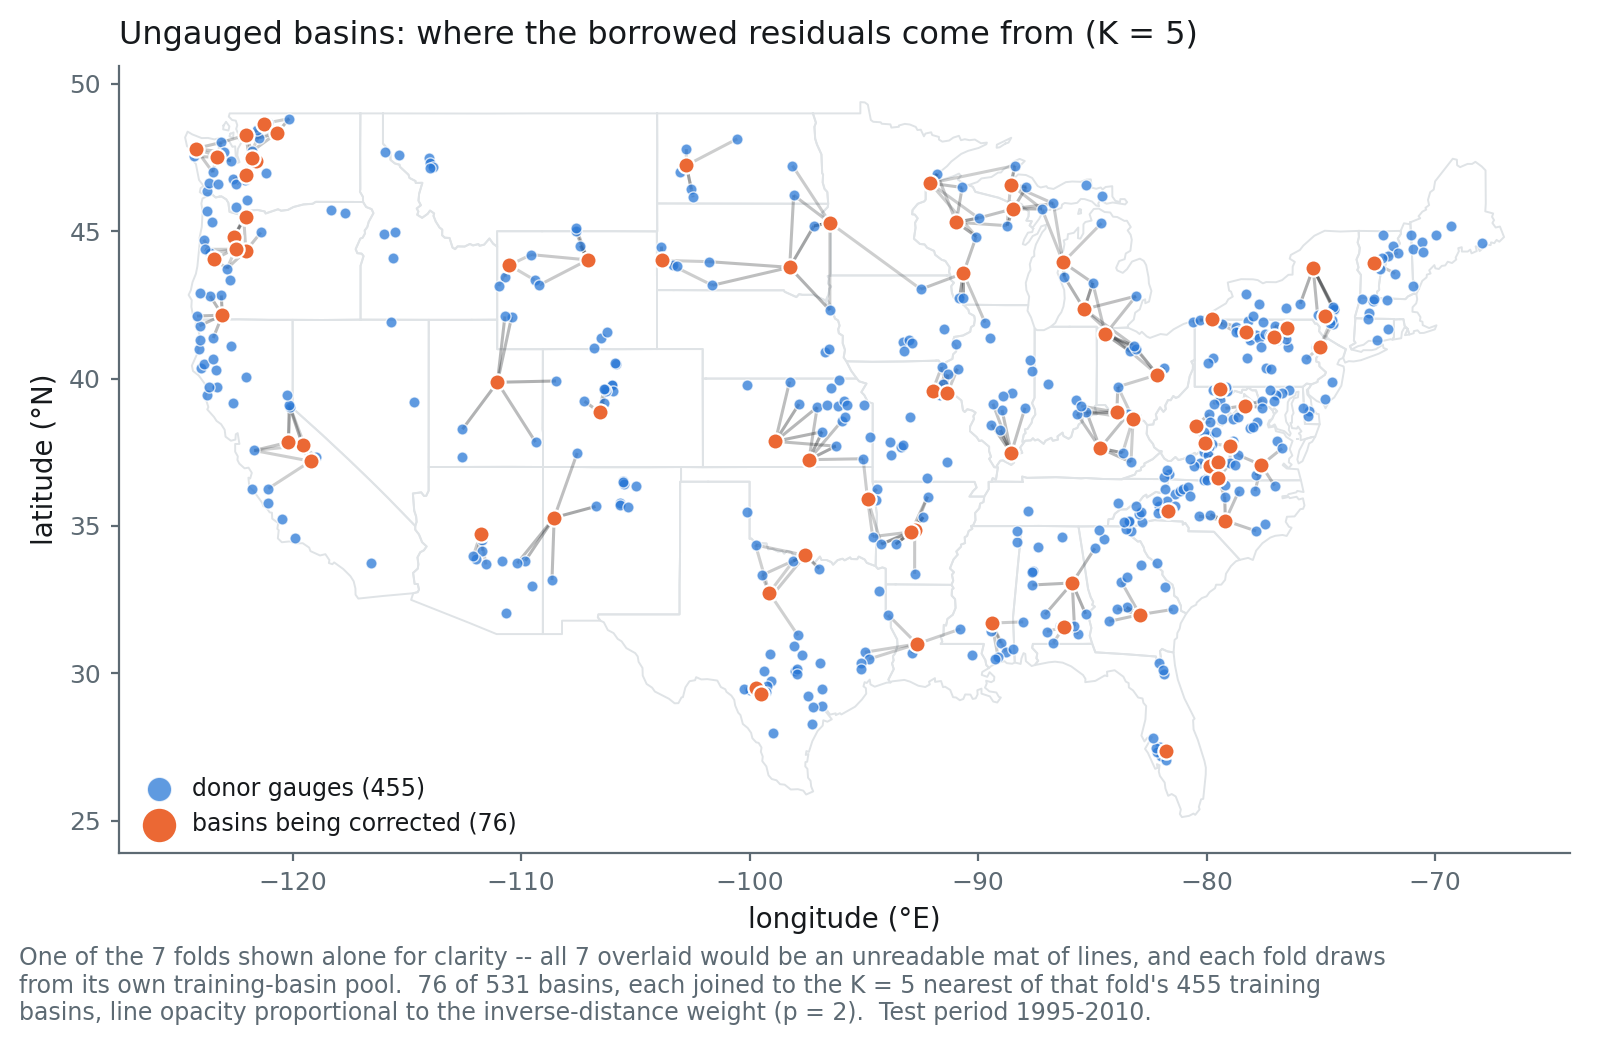 Ungauged basins: where the borrowed residuals come from (K = 5)
50
45
40
35
30
25
latitude (°N)
donor gauges (455)
basins being corrected (76)
−120
−110
−100
−90
−80
−70
longitude (°E)
One of the 7 folds shown alone for clarity -- all 7 overlaid would be an unreadable mat of lines, and each fold draws
from its own training-basin pool.  76 of 531 basins, each joined to the K = 5 nearest of that fold's 455 training
basins, line opacity proportional to the inverse-distance weight (p = 2).  Test period 1995-2010.